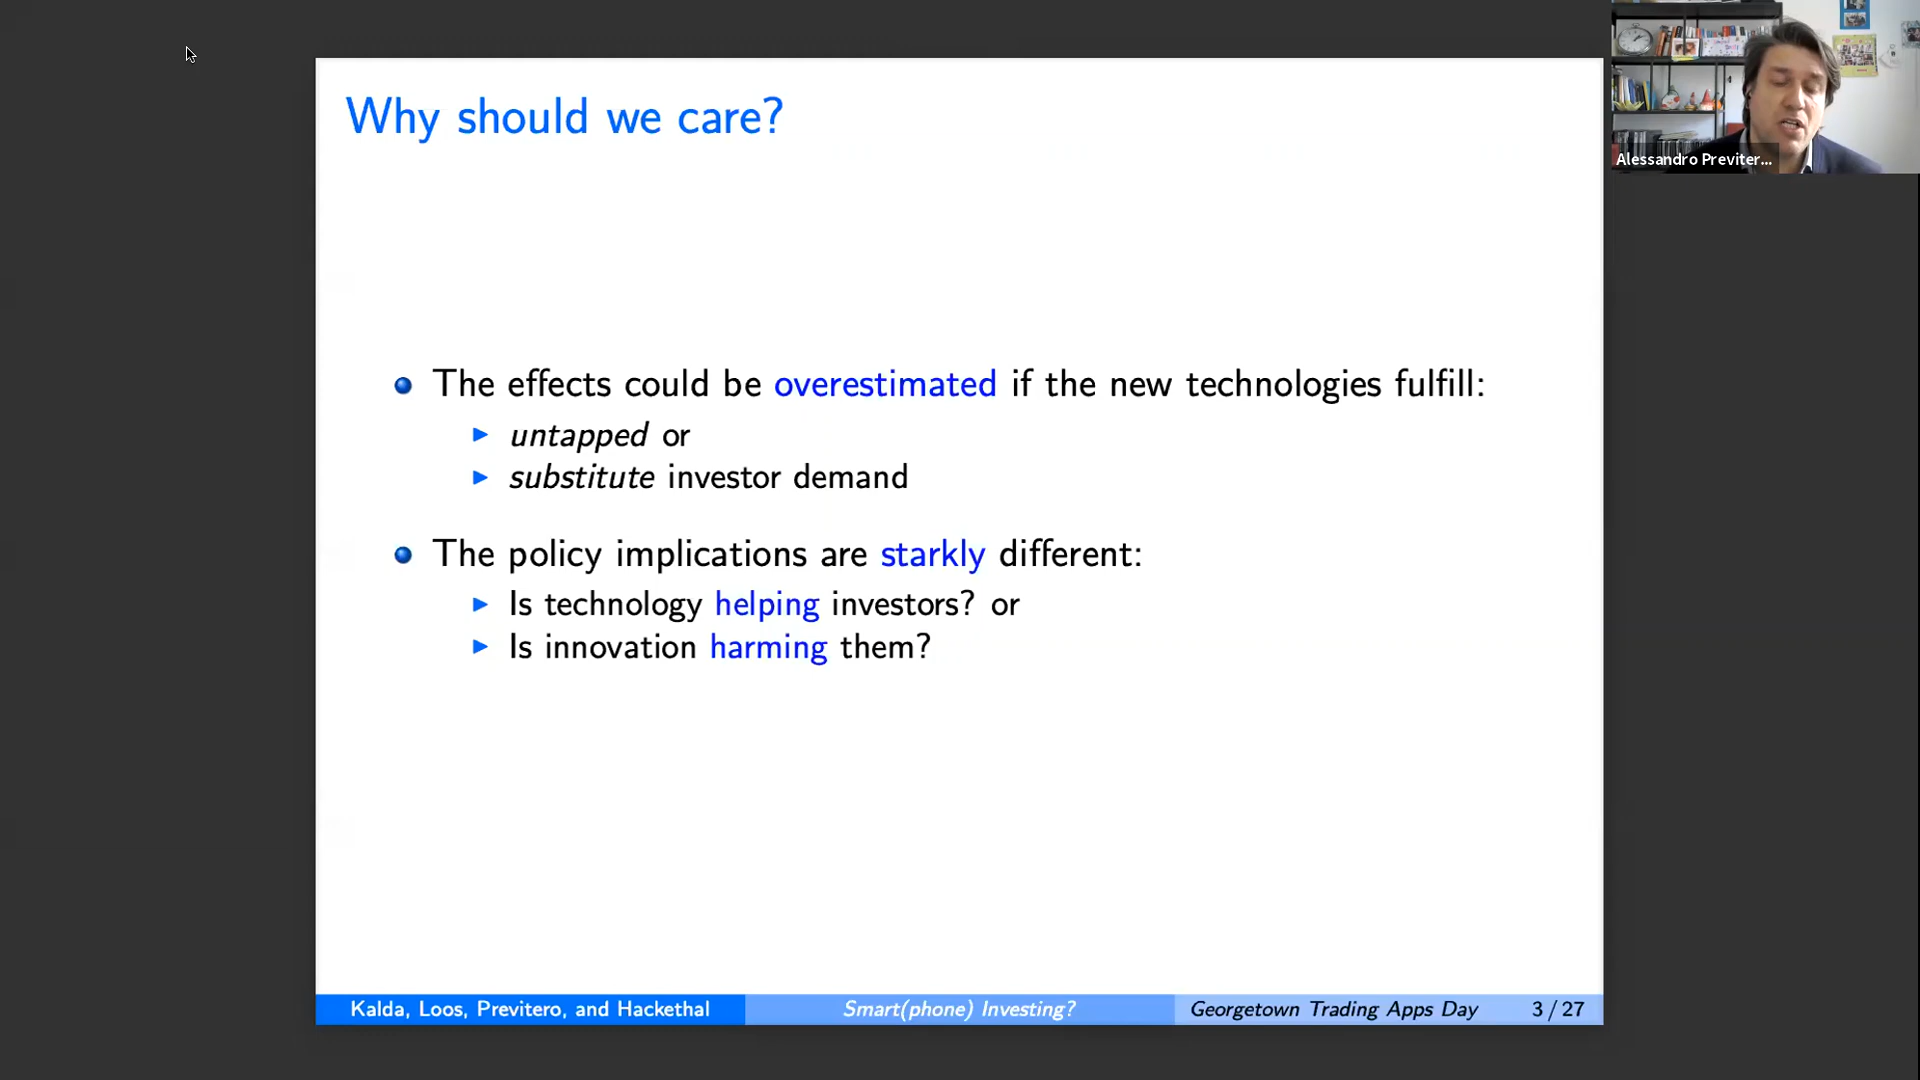 Why should we care?
The effects could be overestimated if the new technologies fulfill:
untapped or
substitute investor demand
The policy implications are starkly different:
Is technology helping investors? or
Is innovation harming them?
Kalda, Loos, Previtero, and Hackethal
Smart(phone) Investing?
Georgetown Trading Apps Day
3 / 27
Alessandro Previter...